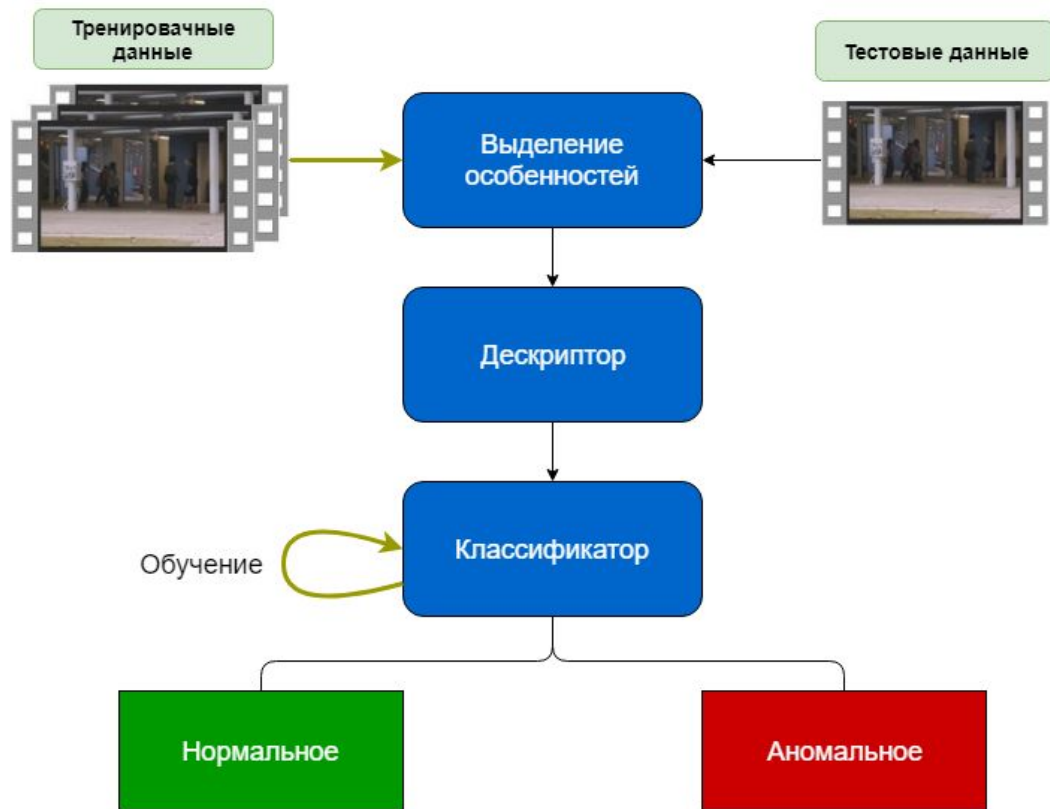 Тренировачные
данные
Тестовые данные
Выделение
особенностей
Дескриптор
Обучение
Классификатор
Нормальное
Аномальное